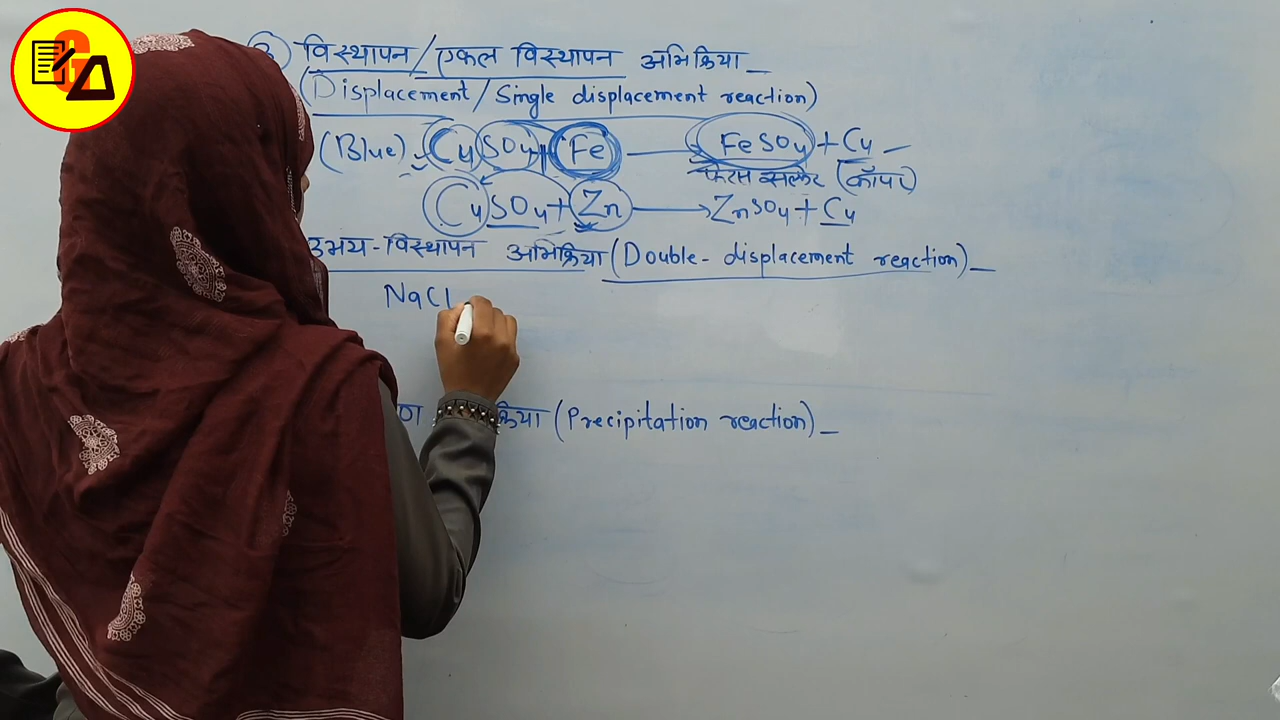 3) विस्थापन/एकल विस्थापन अभिक्रिया_
(Displacement/Single displacement reaction)
(Blue) CuSO4+Fe → FeSO4+Cu
फेरस सल्फेट (कॉपर)
CuSO4+Zn → ZnSO4+Cu
उभय-विस्थापन अभिक्रिया(Double-displacement reaction)_
NaCl
(Precipitation reaction)_